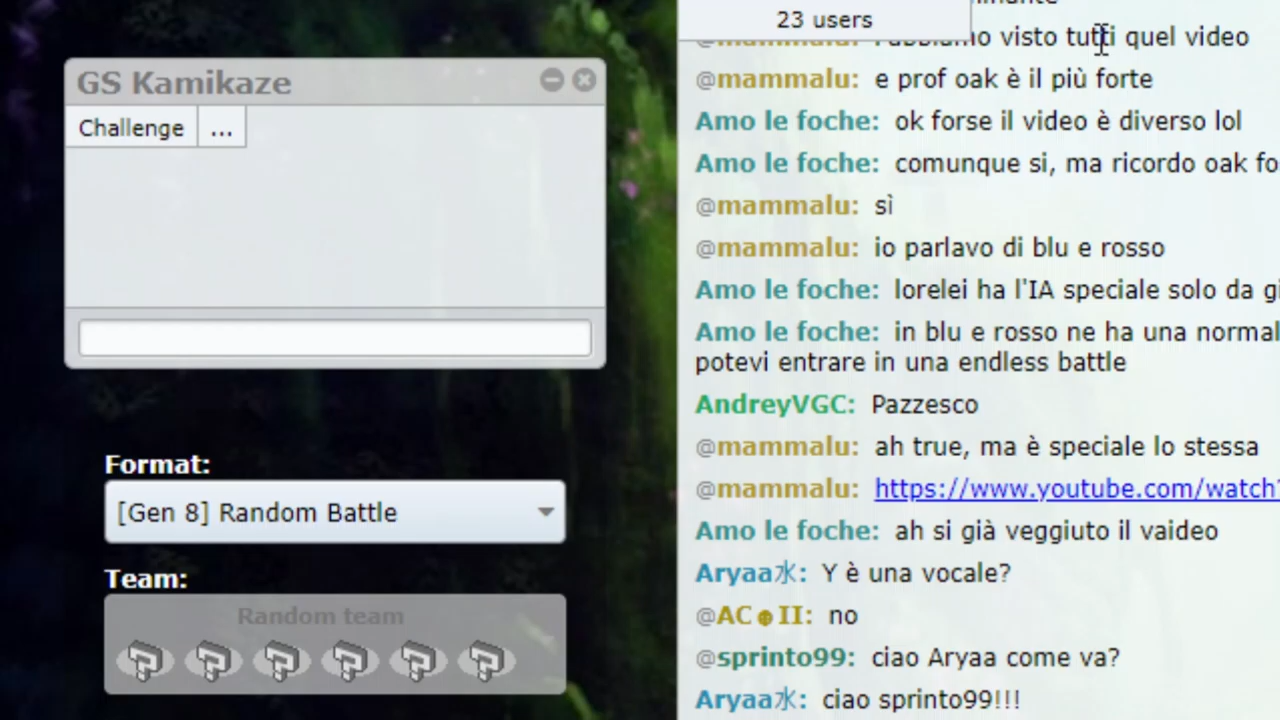 GS Kamikaze
Challenge
...
Format:
[Gen 8] Random Battle
Team:
Random team
23 users
visto tutti quel video
@mammalu: e prof oak è il più forte
Amo le foche: ok forse il video è diverso lol
Amo le foche: comunque si, ma ricordo oak fo
@mammalu: sì
@mammalu: io parlavo di blu e rosso
Amo le foche: lorelei ha l'IA speciale solo da gi
Amo le foche: in blu e rosso ne ha una normal
potevi entrare in una endless battle
AndreyVGC: Pazzesco
@mammalu: ah true, ma è speciale lo stessa
@mammalu: https://www.youtube.com/watch?
Amo le foche: ah si già veggiuto il vaideo
Aryaa水: Y è una vocale?
@AC☻II: no
@sprinto99: ciao Aryaa come va?
Aryaa水: ciao sprinto99!!!